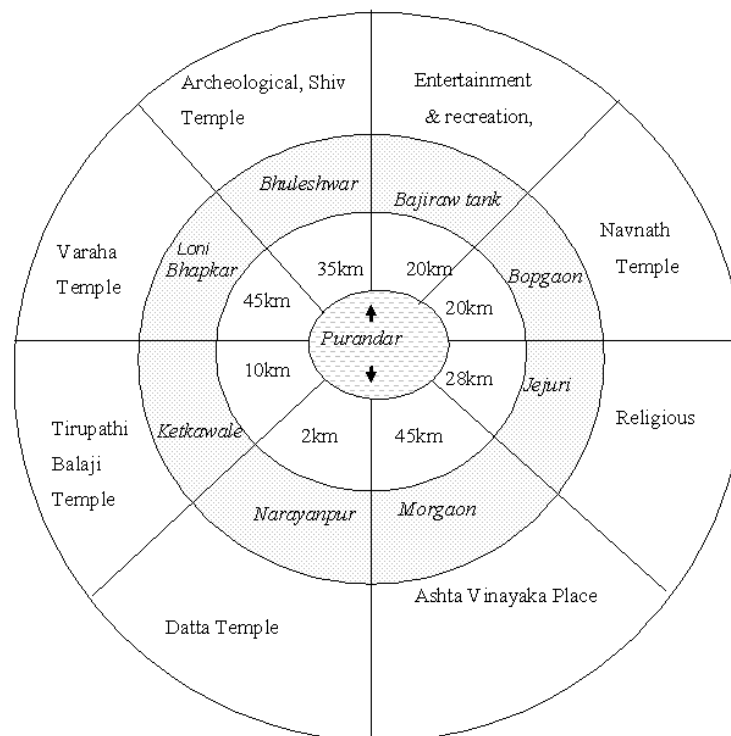 Archeological, Shiv
Temple
Entertainment
& recreation,
Bhuleshwar
Bajiraw tank
Varaha
Temple
Loni
Bhapkar
Navnath
Temple
Bopgaon
35km
20km
45km
20km
Purandar
10km
28km
Jejuri
Religious
Tirupathi
Balaji
Temple
Ketkawale
2km
45km
Narayanpur
Morgaon
Datta Temple
Ashta Vinayaka Place